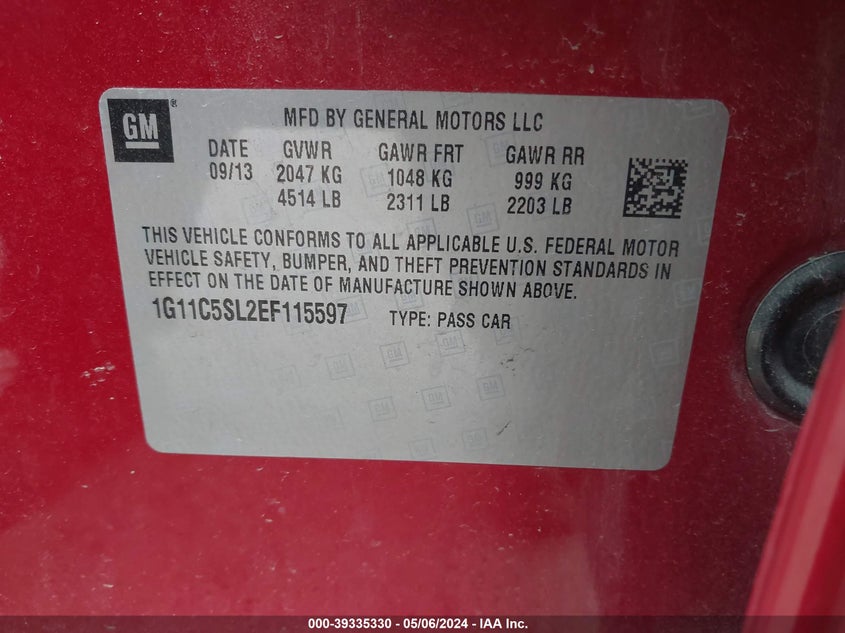 GM ® MFD BY GENERAL MOTORS LLC
DATE GVWR GAWR FRT GAWR RR
09/13 2047 KG 1048 KG 999 KG
4514 LB 2311 LB 2203 LB
THIS VEHICLE CONFORMS TO ALL APPLICABLE U.S. FEDERAL MOTOR
VEHICLE SAFETY, BUMPER, AND THEFT PREVENTION STANDARDS IN
EFFECT ON THE DATE OF MANUFACTURE SHOWN ABOVE.
1G11C5SL2EF115597 TYPE: PASS CAR
GM GM GM
000-39335330 - 05/06/2024 - IAA Inc.